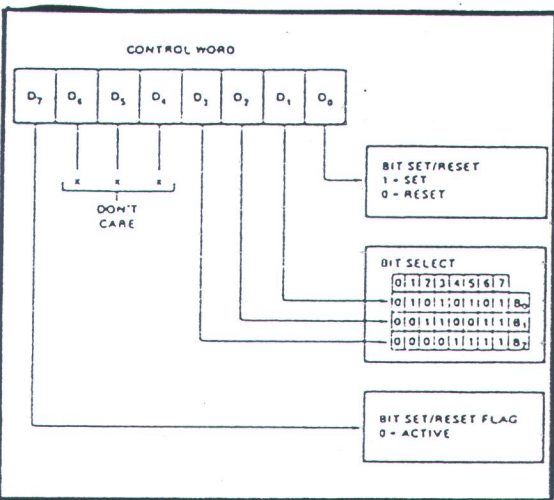 CONTROL WORD
D7 D6 D5 D4 D3 D2 D1 D0
x x x
DON'T
CARE
BIT SET/RESET
1 = SET
0 = RESET
BIT SELECT
0 1 2 3 4 5 6 7
0 1 0 1 0 1 0 1 B0
0 0 1 1 0 0 1 1 B1
0 0 0 0 1 1 1 1 B2
BIT SET/RESET FLAG
0 = ACTIVE